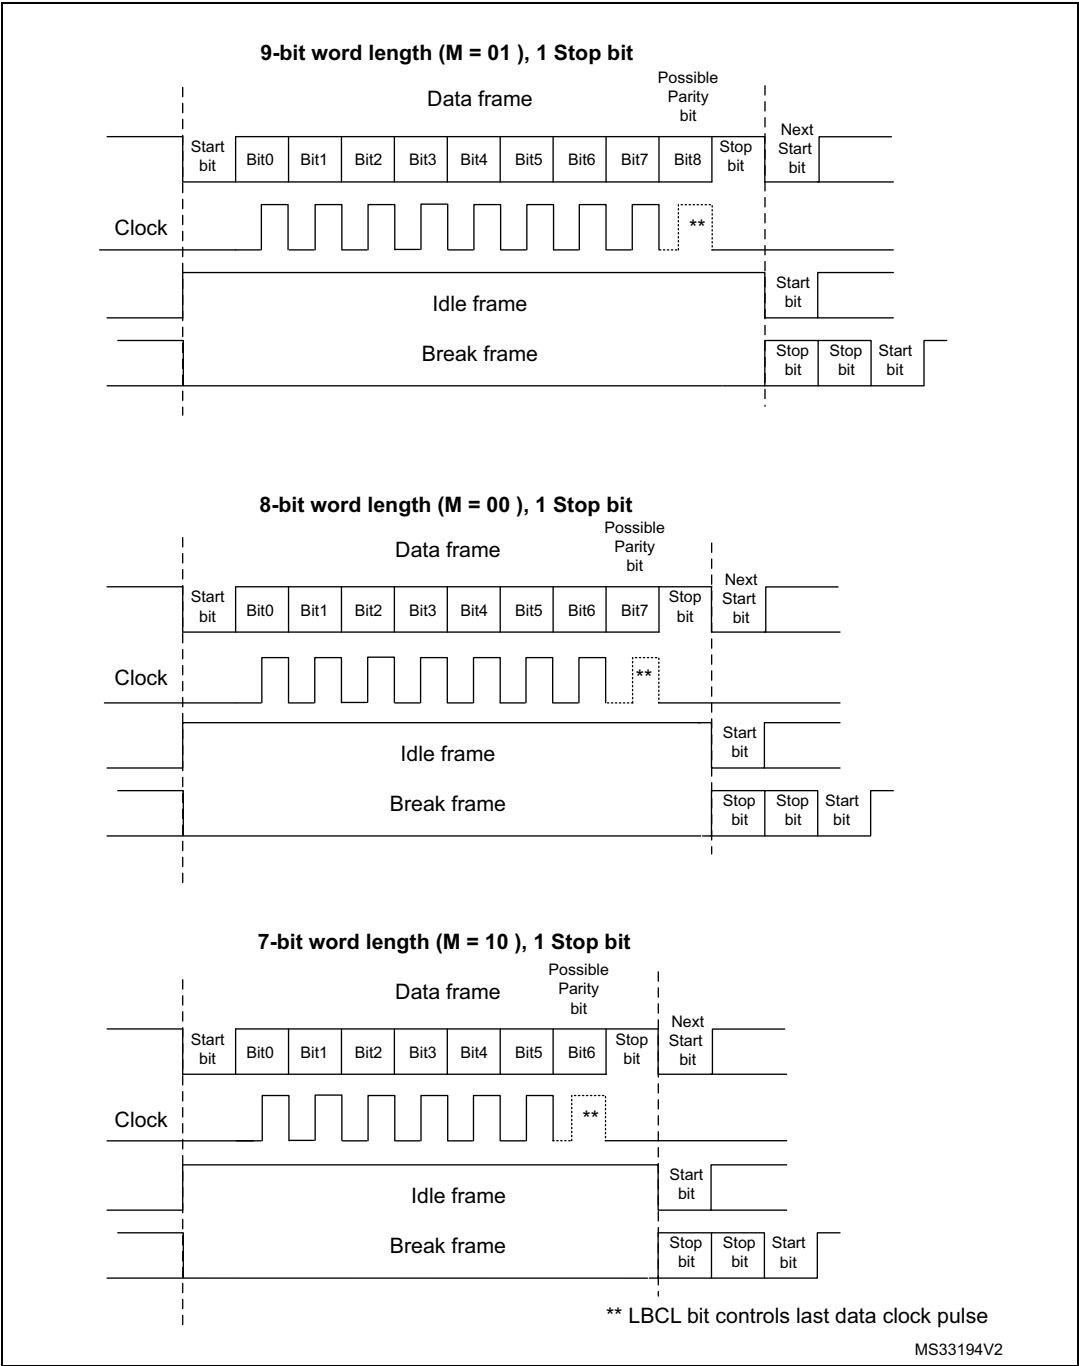 9-bit word length (M = 01 ), 1 Stop bit
Data frame
Possible
Parity
bit
Start
bit
Bit0
Bit1
Bit2
Bit3
Bit4
Bit5
Bit6
Bit7
Bit8
Stop
bit
Next
Start
bit
Clock
**
Idle frame
Start
bit
Break frame
Stop
bit
Stop
bit
Start
bit
8-bit word length (M = 00 ), 1 Stop bit
Data frame
Possible
Parity
bit
Start
bit
Bit0
Bit1
Bit2
Bit3
Bit4
Bit5
Bit6
Bit7
Stop
bit
Next
Start
bit
Clock
**
Idle frame
Start
bit
Break frame
Stop
bit
Stop
bit
Start
bit
7-bit word length (M = 10 ), 1 Stop bit
Data frame
Possible
Parity
bit
Start
bit
Bit0
Bit1
Bit2
Bit3
Bit4
Bit5
Bit6
Stop
bit
Next
Start
bit
Clock
**
Idle frame
Start
bit
Break frame
Stop
bit
Stop
bit
Start
bit
** LBCL bit controls last data clock pulse
MS33194V2